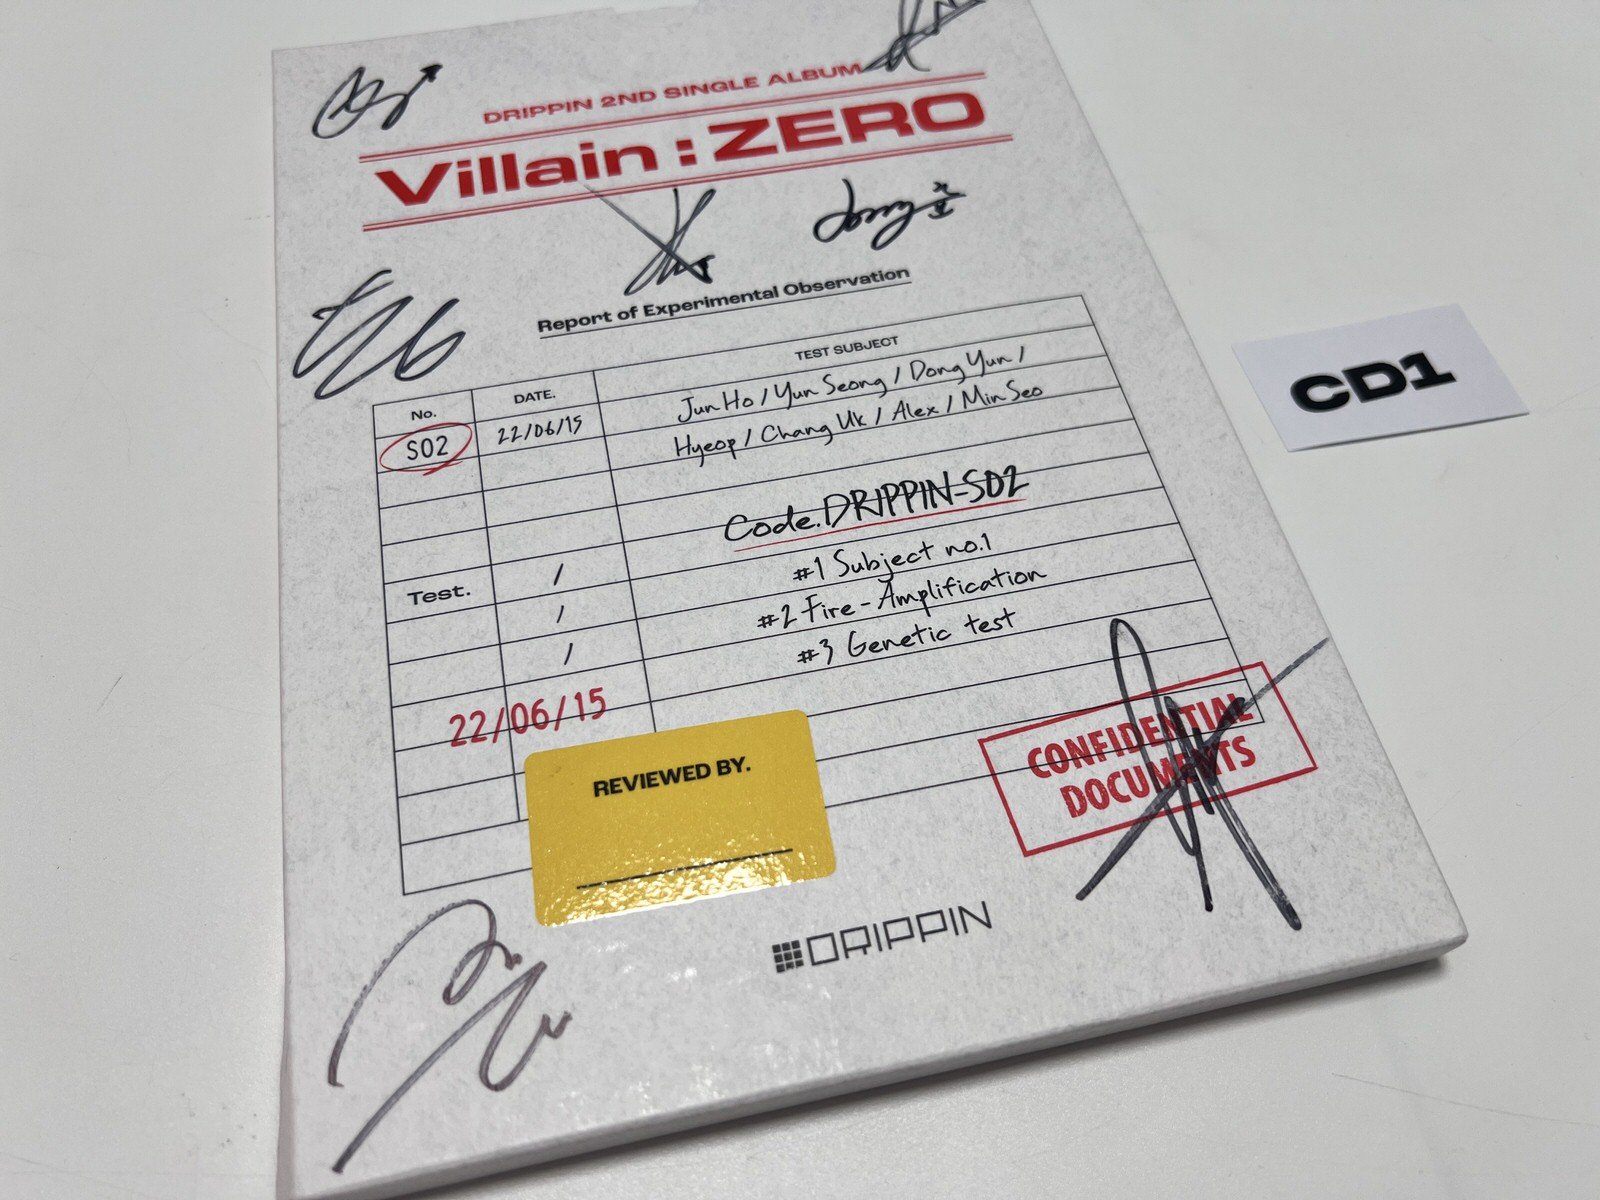 DRIPPIN 2ND SINGLE ALBUM
Villain : ZERO
Report of Experimental Observation
No.
DATE.
TEST SUBJECT
S02
22/06/15
JunHo / Yun Seong / Dong Yun /
Hyeop / Chang Uk / Alex / Min Seo
Code.DRIPPIN-S02
Test.
/
#1 Subject no.1
/
#2 Fire-Amplification
/
#3 Genetic test
22/06/15
REVIEWED BY.
CONFIDENTIAL
DOCUMENTS
DRIPPIN
CD1